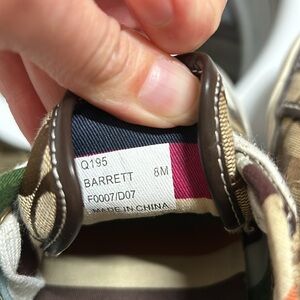 Q195
BARRETT 8M
F0007/D07
MADE IN CHINA